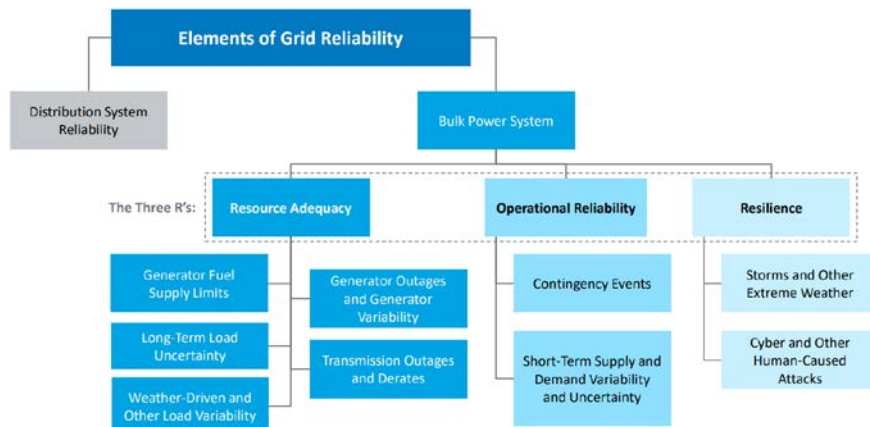 Elements of Grid Reliability
Distribution System
Reliability
Bulk Power System
The Three R's:
Resource Adequacy
Operational Reliability
Resilience
Generator Fuel
Supply Limits
Long-Term Load
Uncertainty
Weather-Driven and
Other Load Variability
Generator Outages
and Generator
Variability
Transmission Outages
and Derates
Contingency Events
Short-Term Supply and
Demand Variability
and Uncertainty
Storms and Other
Extreme Weather
Cyber and Other
Human-Caused
Attacks